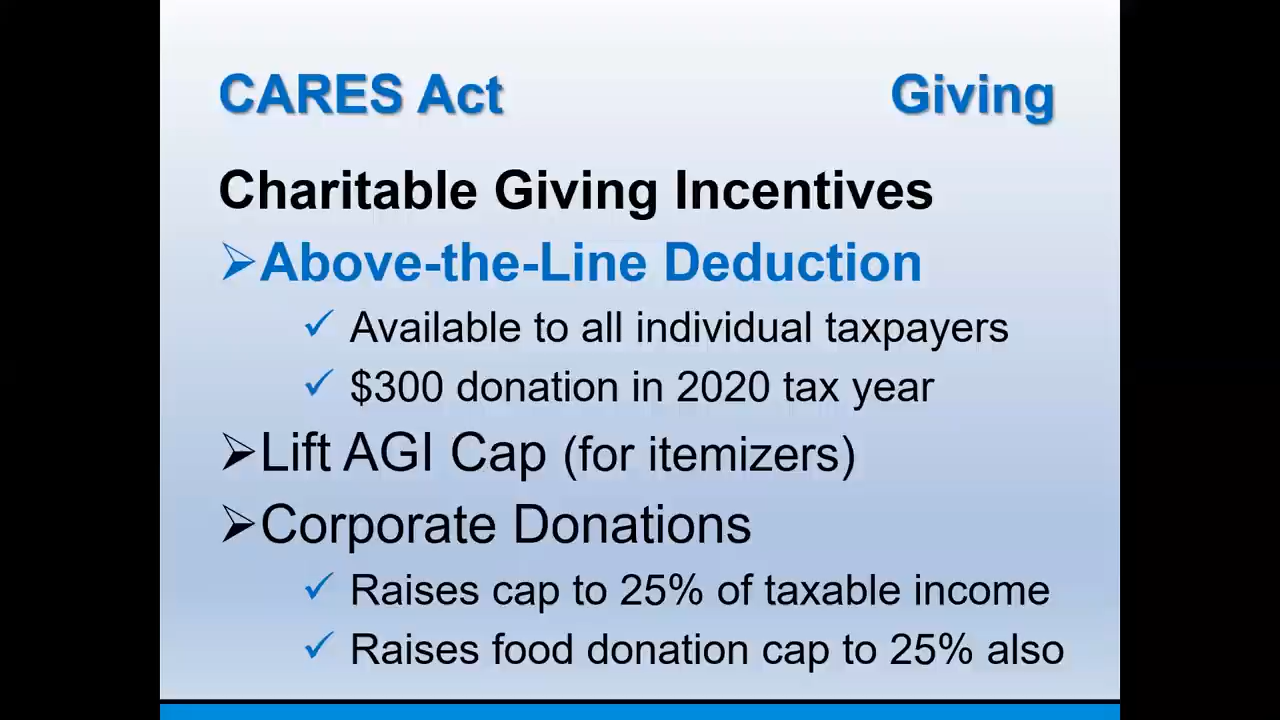 CARES Act Giving
Charitable Giving Incentives
➢Above-the-Line Deduction
✓ Available to all individual taxpayers
✓ $300 donation in 2020 tax year
➢Lift AGI Cap (for itemizers)
➢Corporate Donations
✓ Raises cap to 25% of taxable income
✓ Raises food donation cap to 25% also